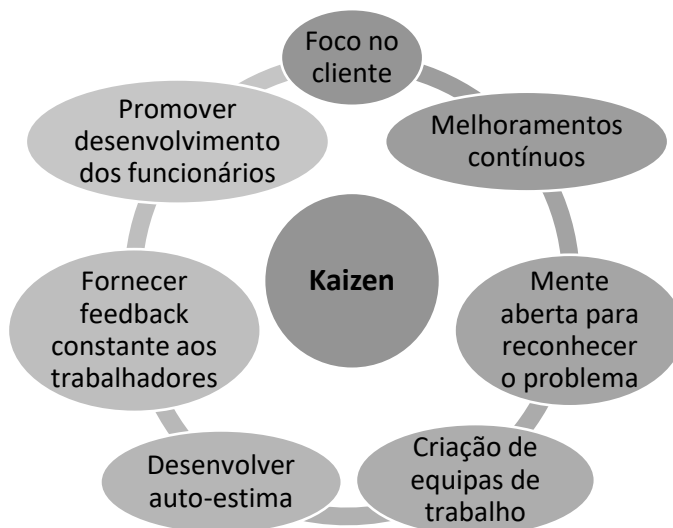 Foco no
cliente
Melhoramentos
contínuos
Mente
aberta para
reconhecer
o problema
Criação de
equipas de
trabalho
Desenvolver
auto-estima
Fornecer
feedback
constante aos
trabalhadores
Promover
desenvolvimento
dos funcionários
Kaizen